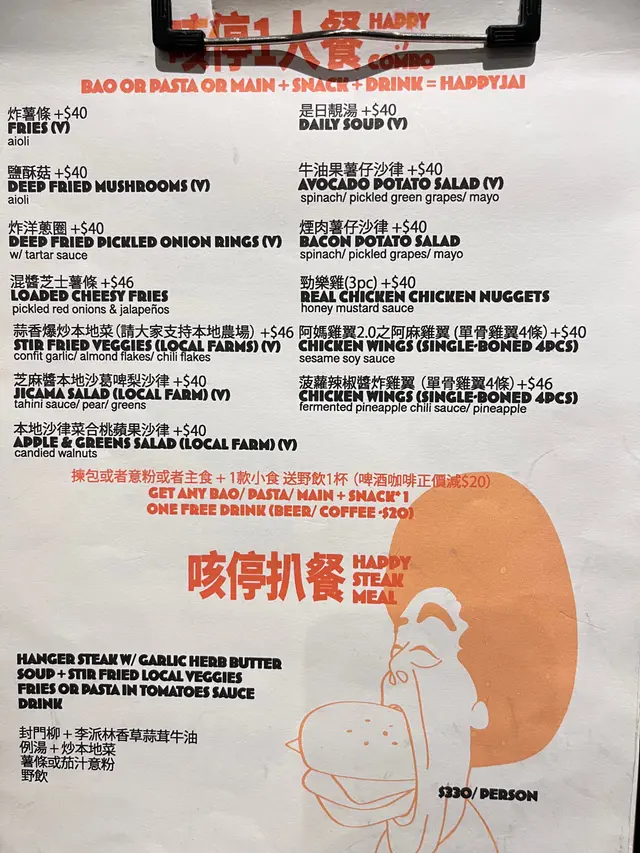 咳停1人餐 HAPPY
:)
COMBO
BAO OR PASTA OR MAIN + SNACK + DRINK = HAPPYJAI
炸薯條 +$40
FRIES (V)
aioli
鹽酥菇 +$40
DEEP FRIED MUSHROOMS (V)
aioli
炸洋蔥圈 +$40
DEEP FRIED PICKLED ONION RINGS (V)
w/ tartar sauce
混醬芝士薯條 +$46
LOADED CHEESY FRIES
pickled red onions & jalapeños
蒜香爆炒本地菜(請大家支持本地農場) +$46
STIR FRIED VEGGIES (LOCAL FARMS) (V)
confit garlic/ almond flakes/ chili flakes
芝麻醬本地沙葛啤梨沙律 +$40
JICAMA SALAD (LOCAL FARM) (V)
tahini sauce/ pear/ greens
本地沙律菜合桃蘋果沙律 +$40
APPLE & GREENS SALAD (LOCAL FARM) (V)
candied walnuts
是日靚湯 +$40
DAILY SOUP (V)
牛油果薯仔沙律 +$40
AVOCADO POTATO SALAD (V)
spinach/ pickled green grapes/ mayo
煙肉薯仔沙律 +$40
BACON POTATO SALAD
spinach/ pickled grapes/ mayo
勁樂雞(3pc) +$40
REAL CHICKEN CHICKEN NUGGETS
honey mustard sauce
阿媽雞翼2.0之阿麻雞翼 (單骨雞翼4條) +$40
CHICKEN WINGS (SINGLE-BONED 4PCS)
sesame soy sauce
菠蘿辣椒醬炸雞翼 (單骨雞翼4條) +$46
CHICKEN WINGS (SINGLE-BONED 4PCS)
fermented pineapple chili sauce/ pineapple
揀包或者意粉或者主食 + 1款小食 送野飲1杯 (啤酒咖啡正價減$20)
GET ANY BAO/ PASTA/ MAIN + SNACK* 1
ONE FREE DRINK (BEER/ COFFEE -$20)
咳停扒餐 HAPPY
STEAK
MEAL
HANGER STEAK W/ GARLIC HERB BUTTER
SOUP + STIR FRIED LOCAL VEGGIES
FRIES OR PASTA IN TOMATOES SAUCE
DRINK
封門柳 + 李派林香草蒜茸牛油
例湯 + 炒本地菜
薯條或茄汁意粉
野飲
$330/ PERSON